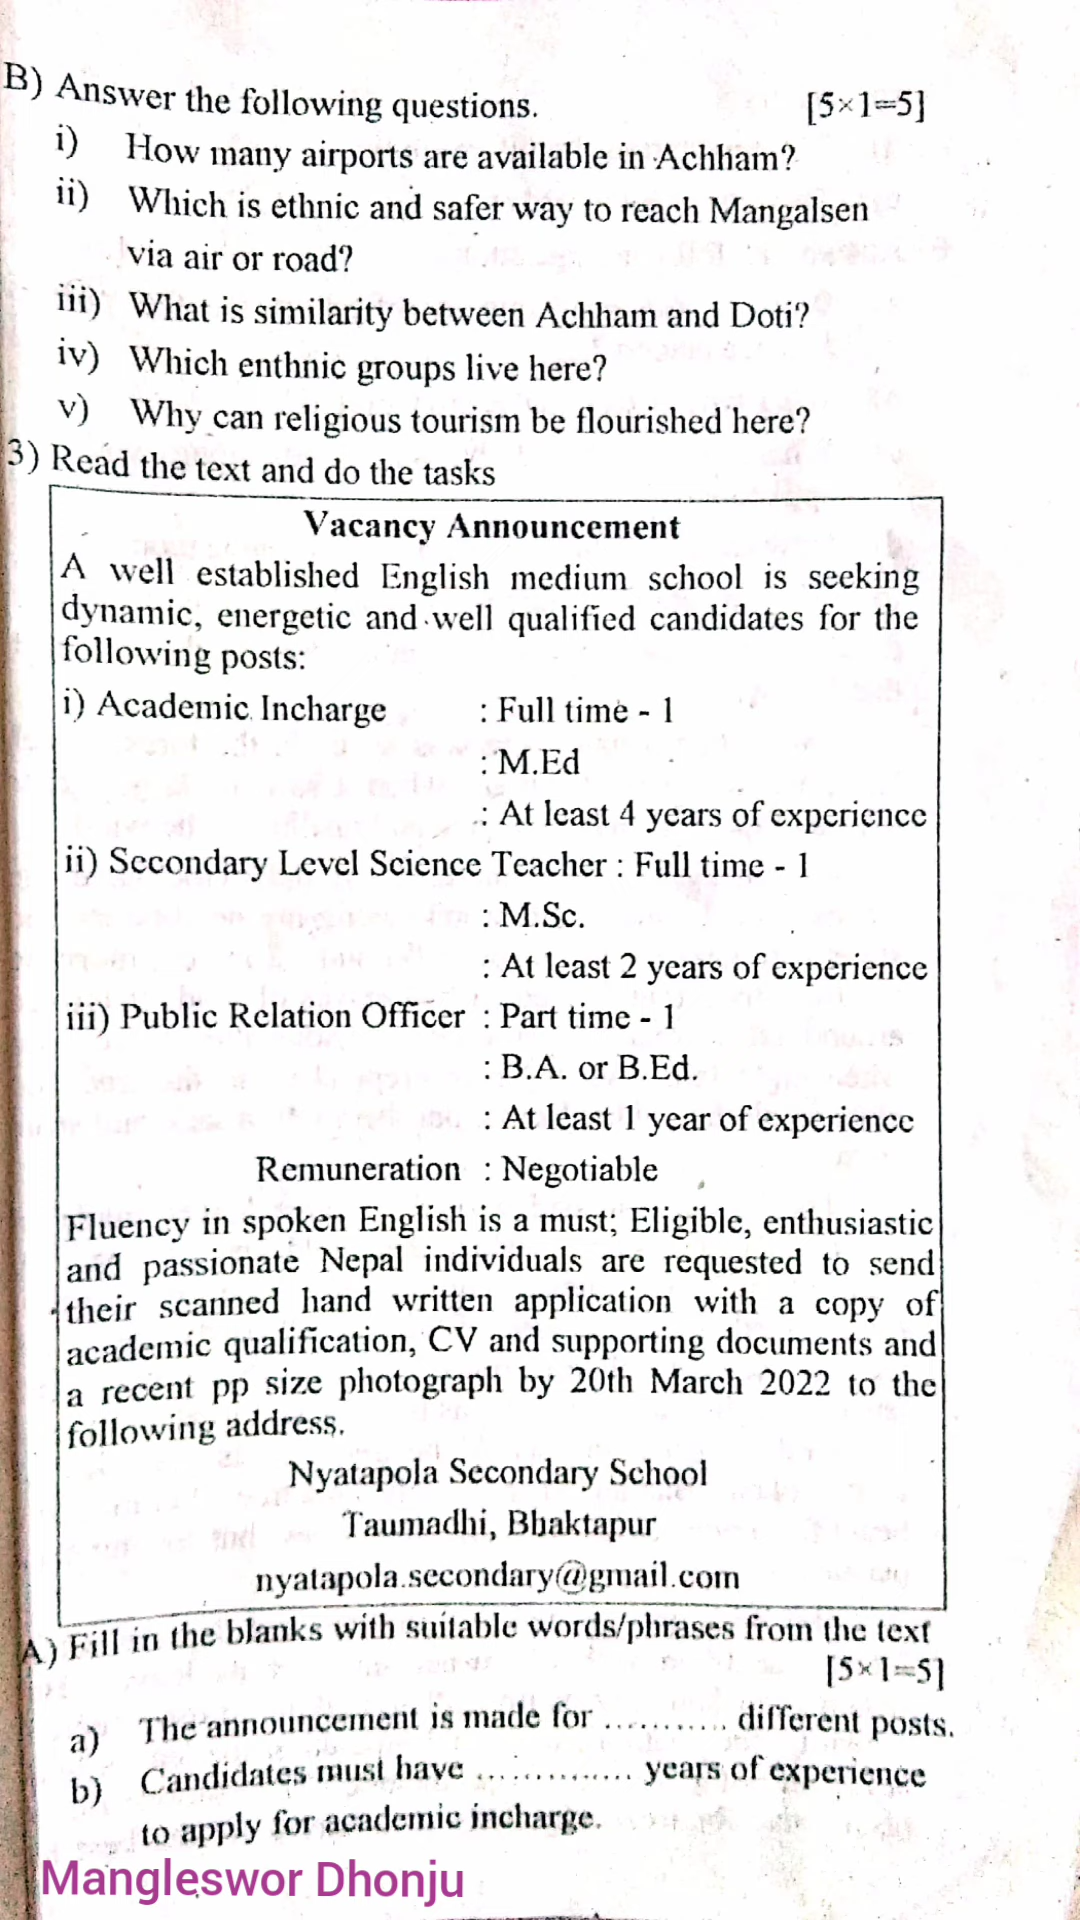 B) Answer the following questions. [5×1=5]
i) How many airports are available in Achham?
ii) Which is ethnic and safer way to reach Mangalsen
via air or road?
iii) What is similarity between Achham and Doti?
iv) Which enthnic groups live here?
v) Why can religious tourism be flourished here?
3) Read the text and do the tasks
Vacancy Announcement
A well established English medium school is seeking
dynamic, energetic and well qualified candidates for the
following posts:
i) Academic Incharge : Full time - 1
: M.Ed
: At least 4 years of experience
ii) Secondary Level Science Teacher : Full time - 1
: M.Sc.
: At least 2 years of experience
iii) Public Relation Officer : Part time - 1
: B.A. or B.Ed.
: At least 1 year of experience
Remuneration : Negotiable
Fluency in spoken English is a must; Eligible, enthusiastic
and passionate Nepal individuals are requested to send
their scanned hand written application with a copy of
academic qualification, CV and supporting documents and
a recent pp size photograph by 20th March 2022 to the
following address.
Nyatapola Secondary School
Taumadhi, Bhaktapur
nyatapola.secondary@gmail.com
A) Fill in the blanks with suitable words/phrases from the text
[5×1=5]
a) The announcement is made for ............ different posts.
b) Candidates must have .............. years of experience
to apply for academic incharge.
Mangleswor Dhonju